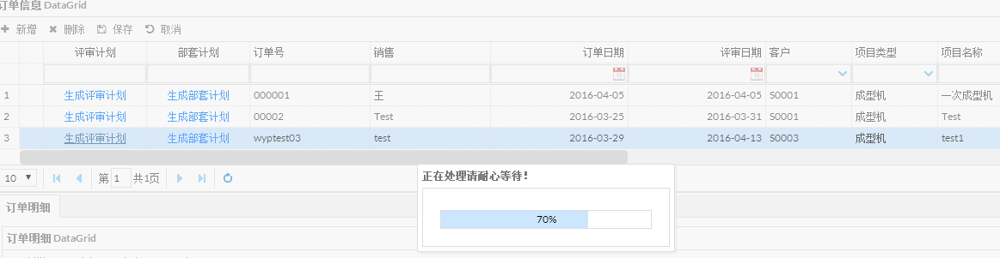 订单信息 DataGrid
新增 删除 保存 取消
评审计划 部套计划 订单号 销售 订单日期 评审日期 客户 项目类型 项目名称
1 生成评审计划 生成部套计划 000001 王 2016-04-05 2016-04-05 S0001 成型机 一次成型机
2 生成评审计划 生成部套计划 00002 Test 2016-03-25 2016-03-31 S0001 成型机 Test
3 生成评审计划 生成部套计划 wyptest03 test 2016-03-29 2016-04-13 S0003 成型机 test1
10 第 1 共1页
正在处理请耐心等待!
70%
订单明细
订单明细 DataGrid